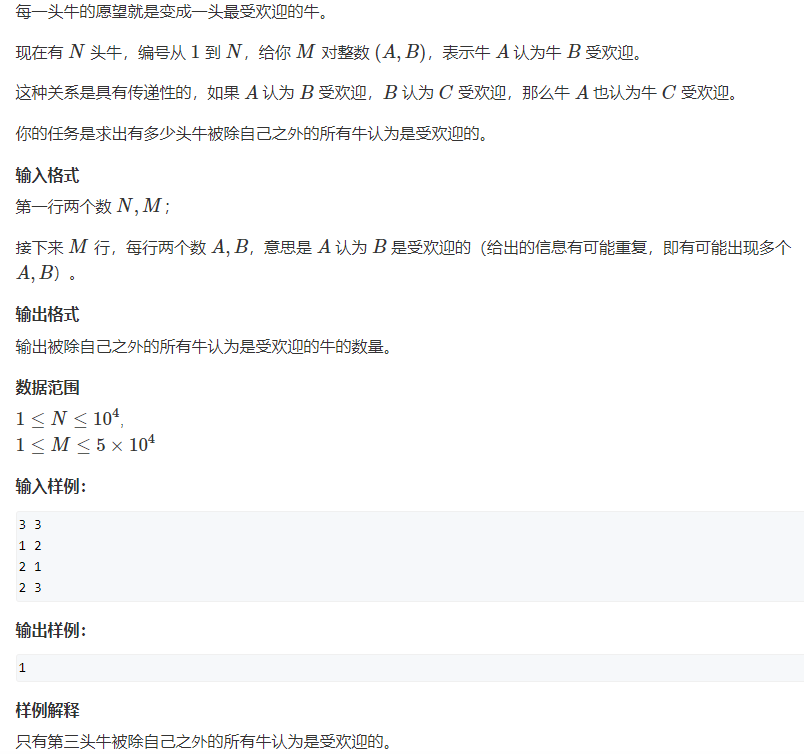 每一头牛的愿望就是变成一头最受欢迎的牛。
现在有 N 头牛，编号从 1 到 N，给你 M 对整数 (A, B)，表示牛 A 认为牛 B 受欢迎。
这种关系是具有传递性的，如果 A 认为 B 受欢迎，B 认为 C 受欢迎，那么牛 A 也认为牛 C 受欢迎。
你的任务是求出有多少头牛被除自己之外的所有牛认为是受欢迎的。
输入格式
第一行两个数 N, M；
接下来 M 行，每行两个数 A, B，意思是 A 认为 B 是受欢迎的（给出的信息有可能重复，即有可能出现多个
A, B）。
输出格式
输出被除自己之外的所有牛认为是受欢迎的牛的数量。
数据范围
1 ≤ N ≤ 10⁴,
1 ≤ M ≤ 5 × 10⁴
输入样例：
3 3
1 2
2 1
2 3
输出样例：
1
样例解释
只有第三头牛被除自己之外的所有牛认为是受欢迎的。